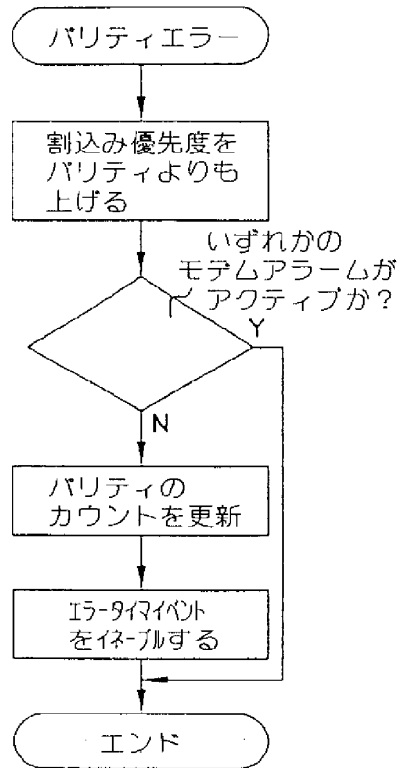 パリティエラー
割込み優先度を
パリティよりも
上げる
いずれかの
モデムアラームが
アクティブか？
Y
N
パリティの
カウントを更新
エラータイマイベント
をイネーブルする
エンド